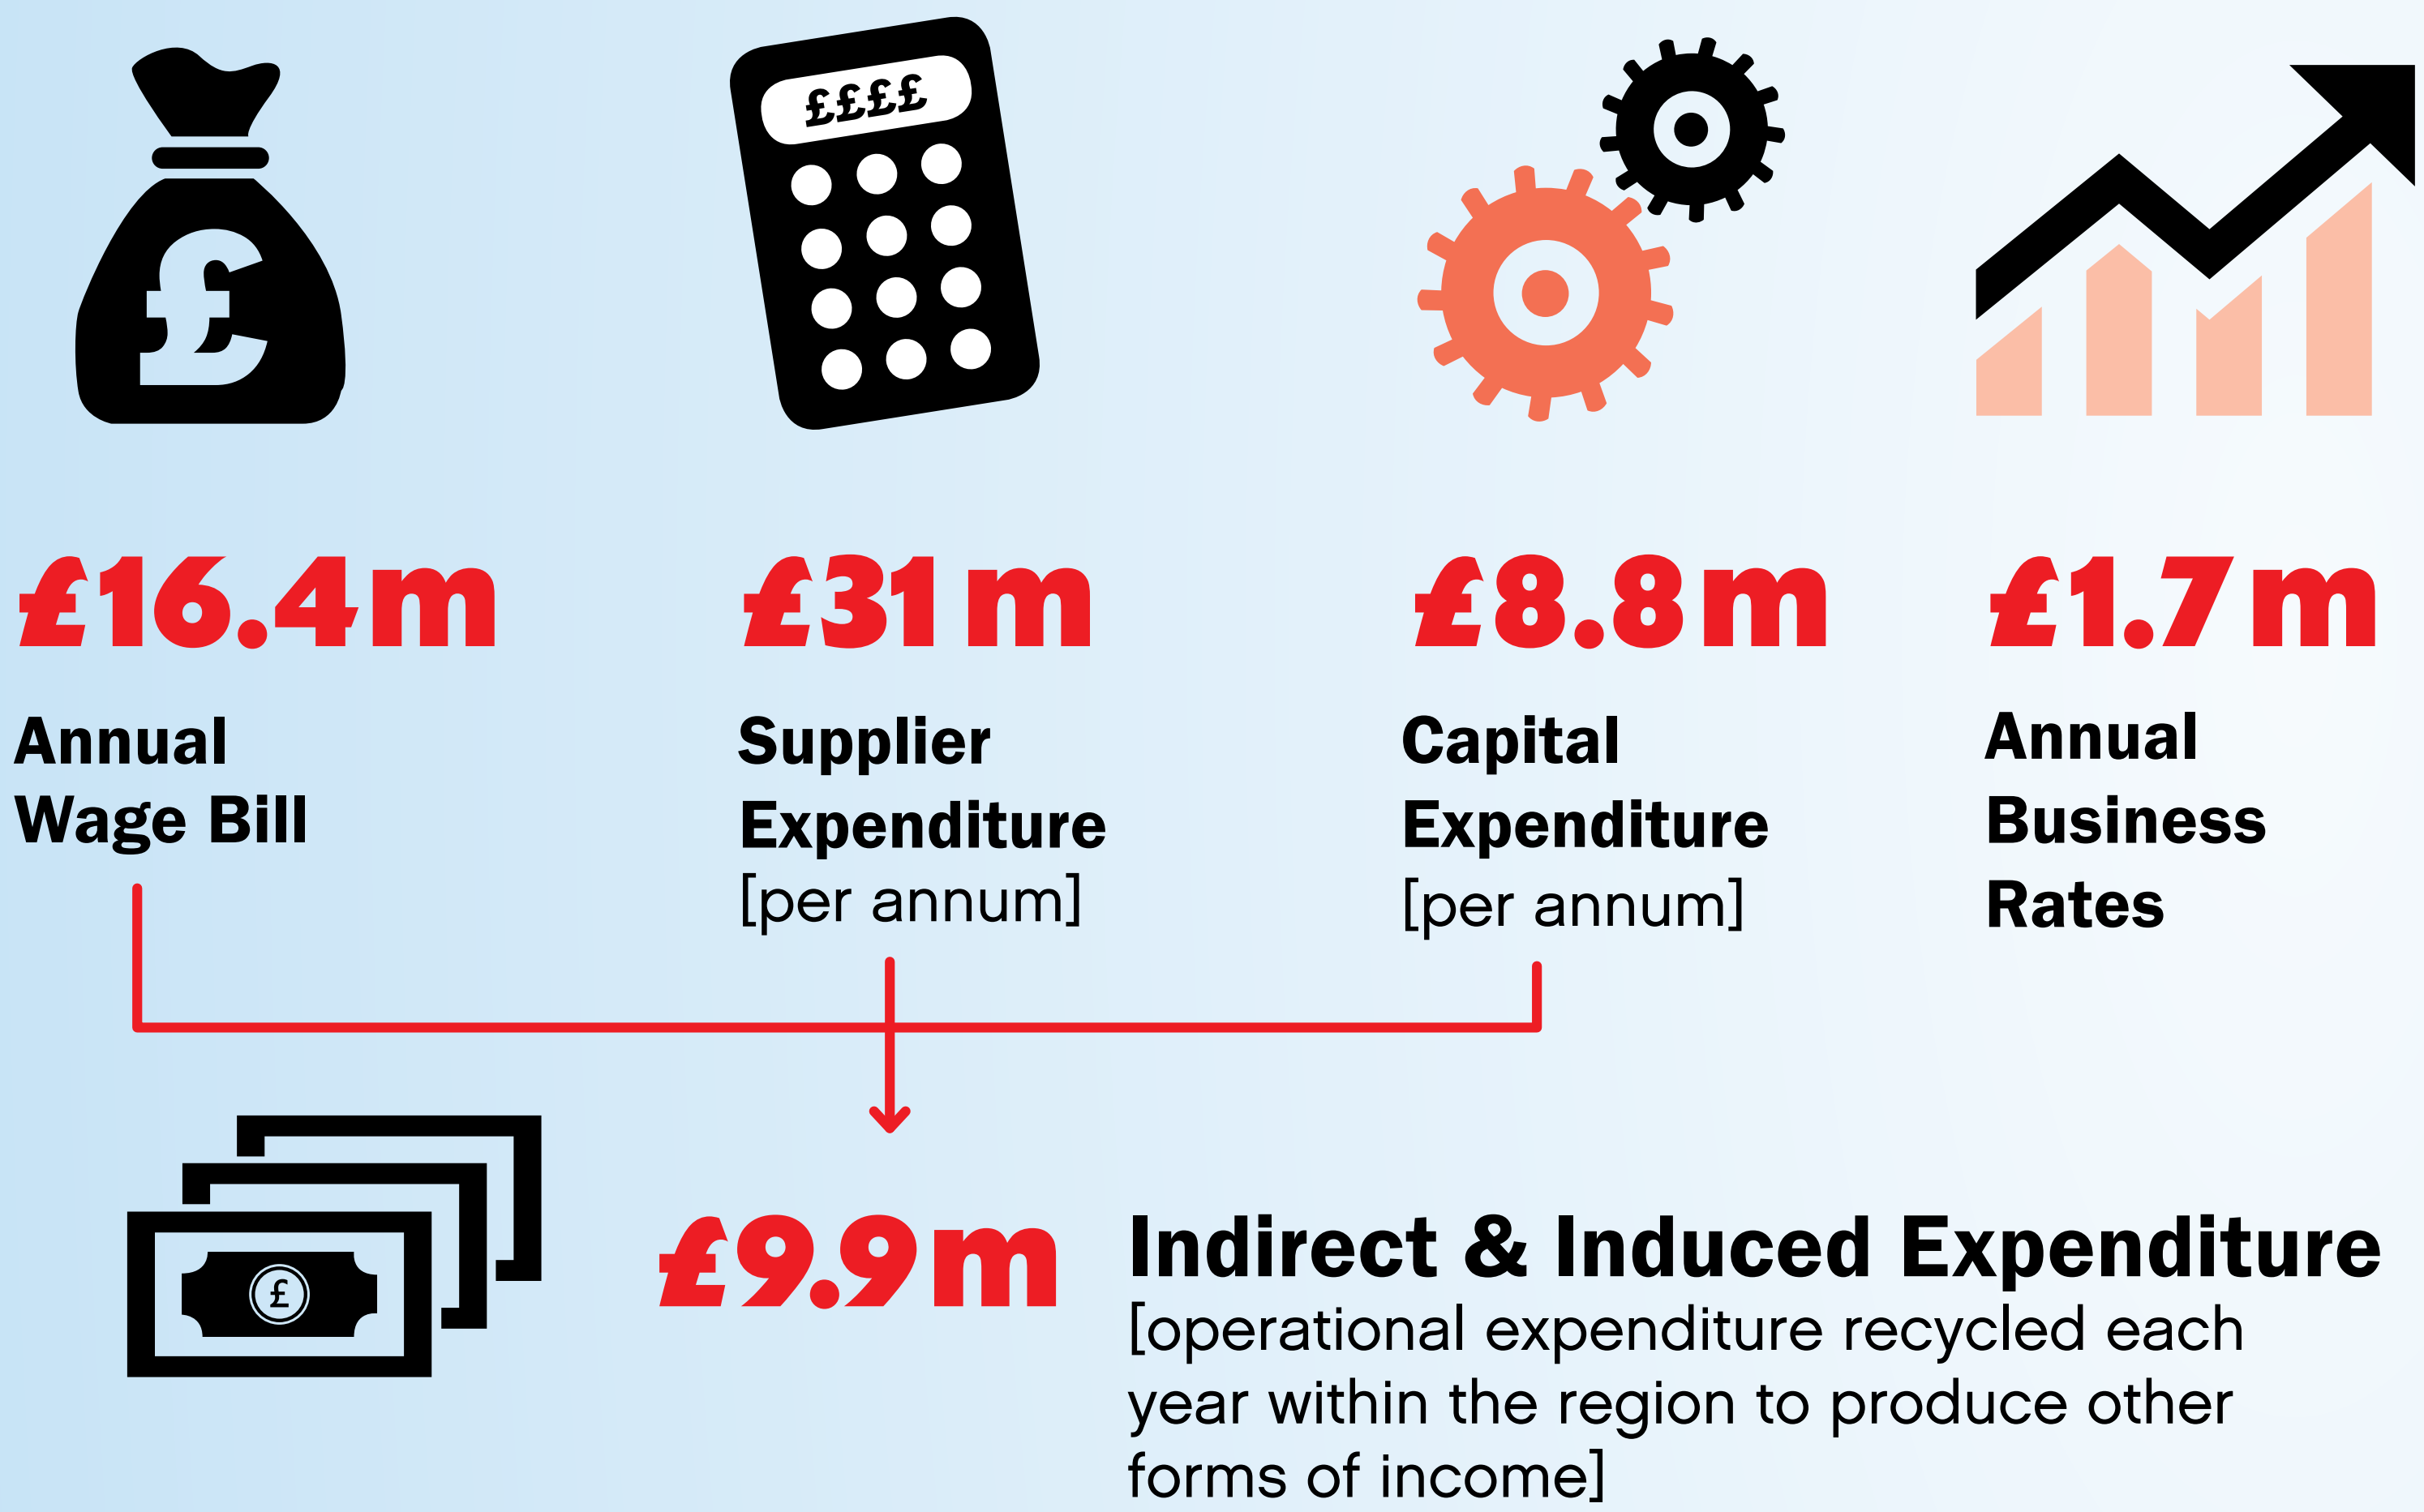 £
££££
£16.4m
Annual
Wage Bill
£31m
Supplier
Expenditure
[per annum]
£8.8m
Capital
Expenditure
[per annum]
£1.7m
Annual
Business
Rates
£
£9.9m
Indirect & Induced Expenditure
[operational expenditure recycled each
year within the region to produce other
forms of income]